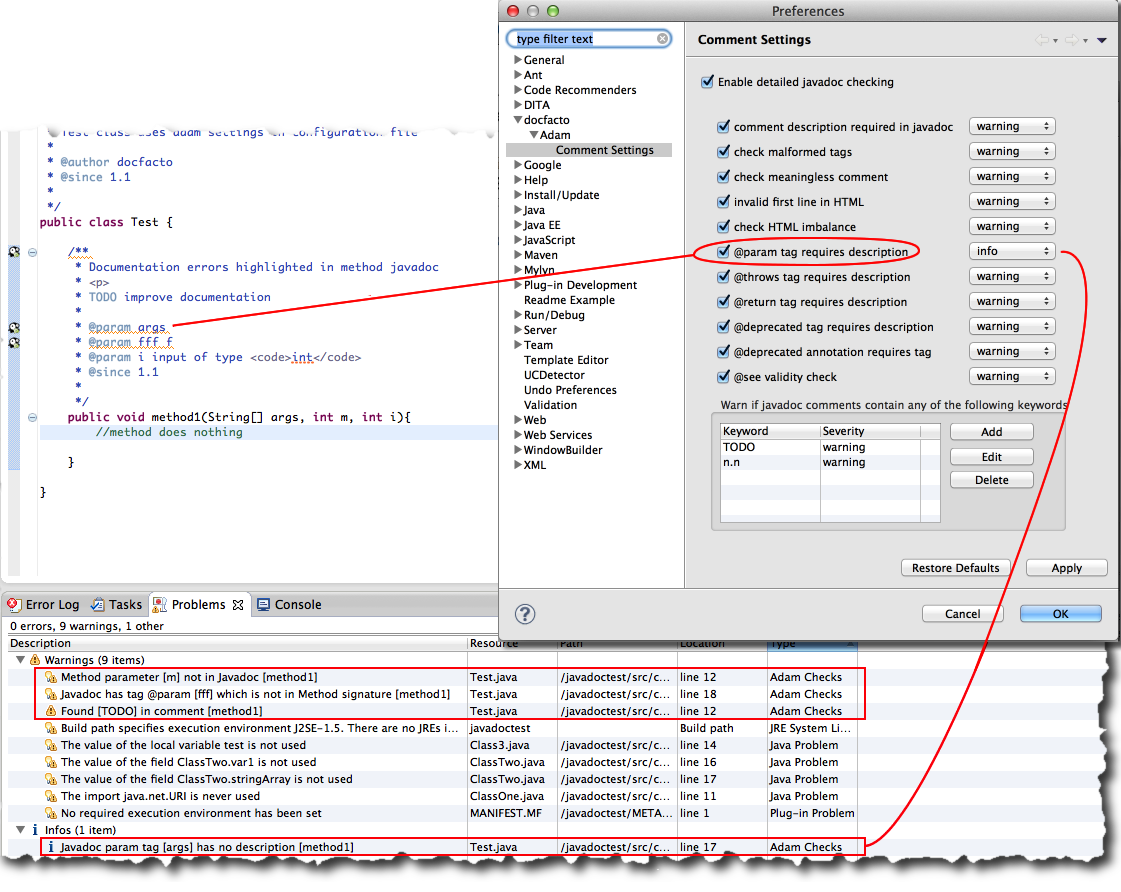 Preferences
type filter text
General
Ant
Code Recommenders
DITA
docfacto
Adam
Comment Settings
Google
Help
Install/Update
Java
Java EE
JavaScript
Maven
Mylyn
Plug-in Development
Readme Example
Run/Debug
Server
Team
Template Editor
UCDetector
Undo Preferences
Validation
Web
Web Services
WindowBuilder
XML
Comment Settings
Enable detailed javadoc checking
comment description required in javadoc warning
check malformed tags warning
check meaningless comment warning
invalid first line in HTML warning
check HTML imbalance warning
@param tag requires description info
@throws tag requires description warning
@return tag requires description warning
@deprecated tag requires description warning
@deprecated annotation requires tag warning
@see validity check warning
Warn if javadoc comments contain any of the following keywords
Keyword Severity
TODO warning
n.n warning
Add
Edit
Delete
Restore Defaults Apply
Cancel OK
* Test class uses adam settings in configuration file
*
* @author docfacto
* @since 1.1
*
*/
public class Test {
/**
* Documentation errors highlighted in method javadoc
* <p>
* TODO improve documentation
*
* @param args
* @param fff f
* @param i input of type <code>int</code>
* @since 1.1
*
*/
public void method1(String[] args, int m, int i){
//method does nothing
}
}
Error Log Tasks Problems Console
0 errors, 9 warnings, 1 other
Description Resource Path Location Type
Warnings (9 items)
Method parameter [m] not in Javadoc [method1] Test.java /javadoctest/src/c... line 12 Adam Checks
Javadoc has tag @param [fff] which is not in Method signature [method1] Test.java /javadoctest/src/c... line 18 Adam Checks
Found [TODO] in comment [method1] Test.java /javadoctest/src/c... line 12 Adam Checks
Build path specifies execution environment J2SE-1.5. There are no JREs i... javadoctest Build path JRE System Li...
The value of the local variable test is not used Class3.java /javadoctest/src/c... line 14 Java Problem
The value of the field ClassTwo.var1 is not used ClassTwo.java /javadoctest/src/c... line 16 Java Problem
The value of the field ClassTwo.stringArray is not used ClassTwo.java /javadoctest/src/c... line 17 Java Problem
The import java.net.URI is never used ClassOne.java /javadoctest/src/c... line 11 Java Problem
No required execution environment has been set MANIFEST.MF /javadoctest/META... line 1 Plug-in Problem
Infos (1 item)
Javadoc param tag [args] has no description [method1] Test.java /javadoctest/src/c... line 17 Adam Checks